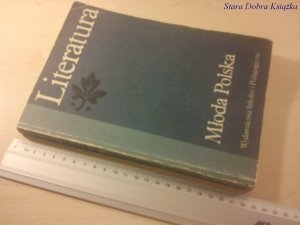 Stara Dobra Książka
Literatura
Młoda Polska
Wydawnictwa Szkolne i Pedagogiczne